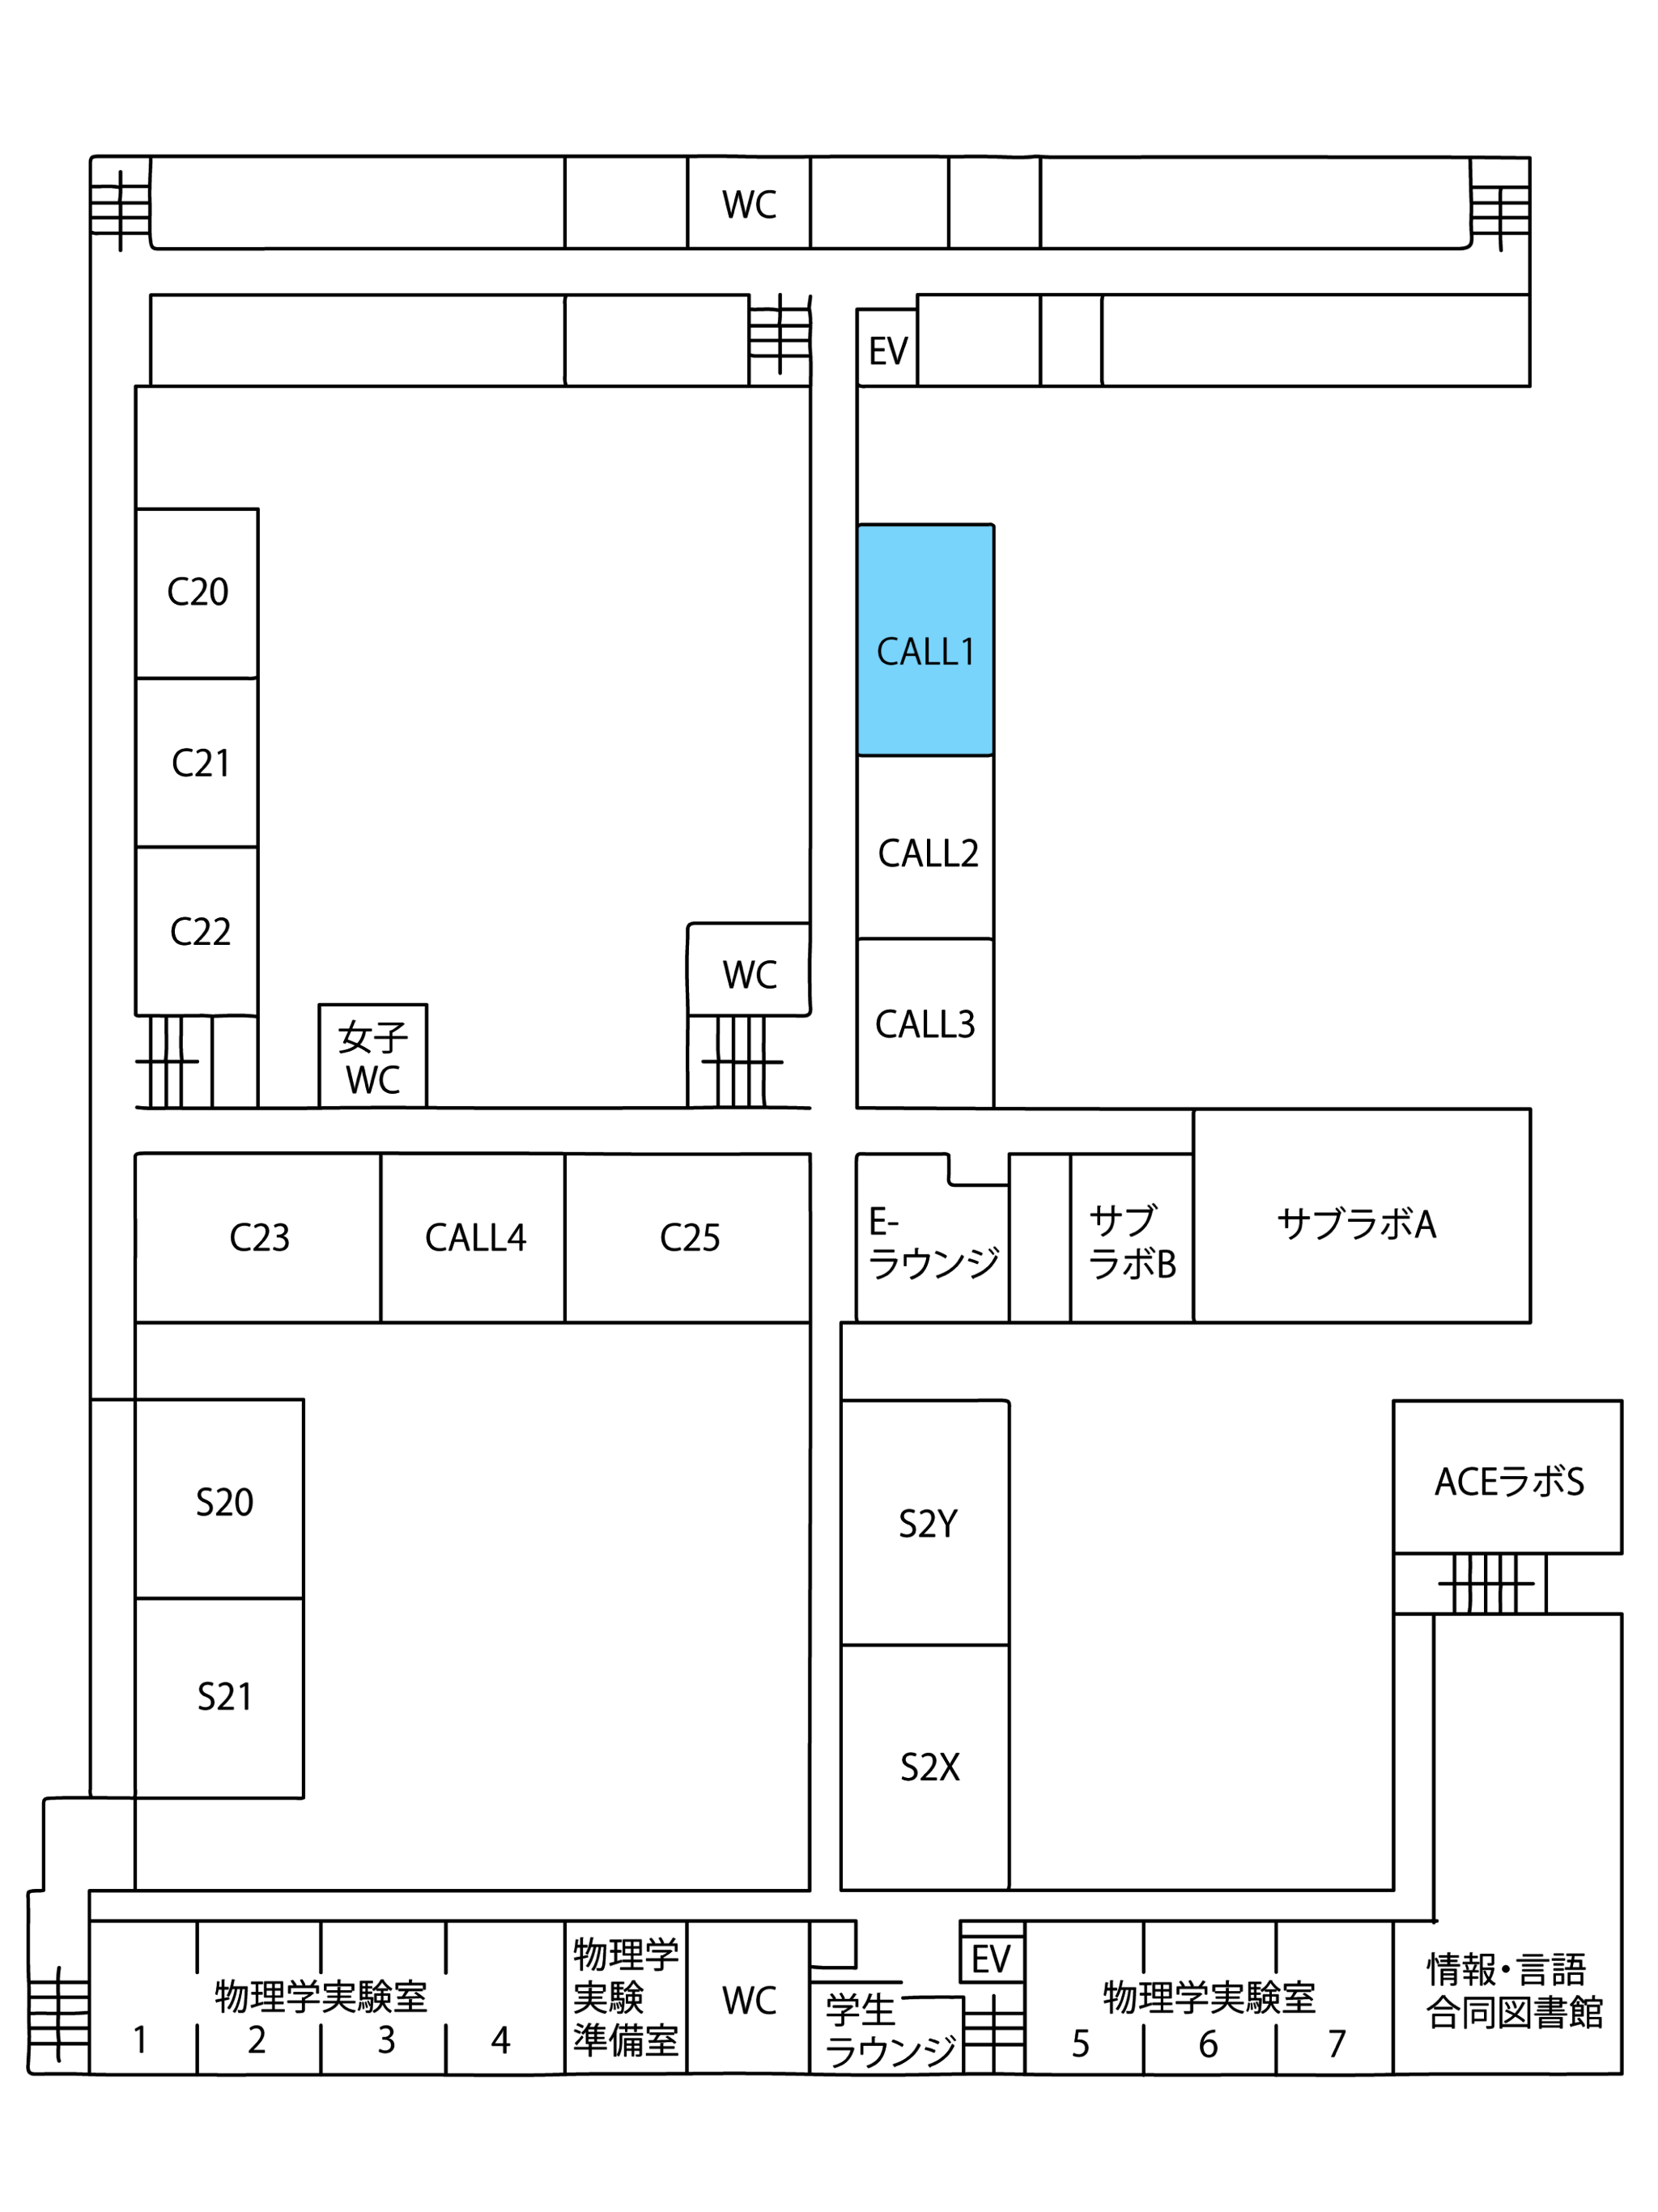 WC
EV
C20
CALL1
C21
CALL2
C22
WC
CALL3
女子
WC
C23
CALL4
C25
E-
ラウンジ
サブ
ラボB
サブラボA
S20
S2Y
ACEラボS
S21
S2X
物理学実験室
1
2
3
4
物理学
実験
準備室
WC
学生
ラウンジ
EV
物理学実験室
5
6
7
情報・言語
合同図書館